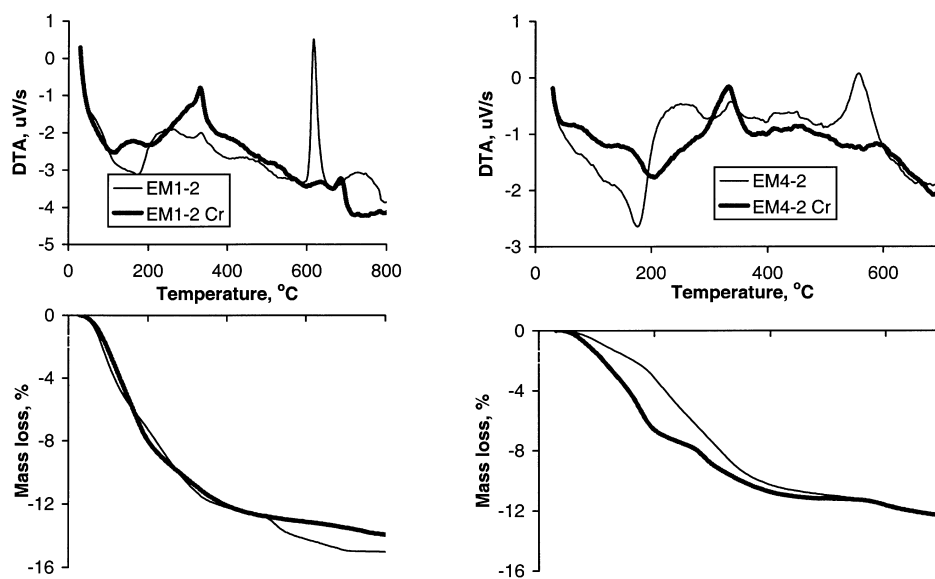 1
0
-1
-2
-3
-4
-5
DTA, uV/s
EM1-2
EM1-2 Cr
0 200 400 600 800
Temperature, °C
1
0
-1
-2
-3
DTA, uV/s
EM4-2
EM4-2 Cr
0 200 400 600
Temperature, °C
0
-4
-8
-12
-16
Mass loss, %
0
-4
-8
-12
-16
Mass loss, %